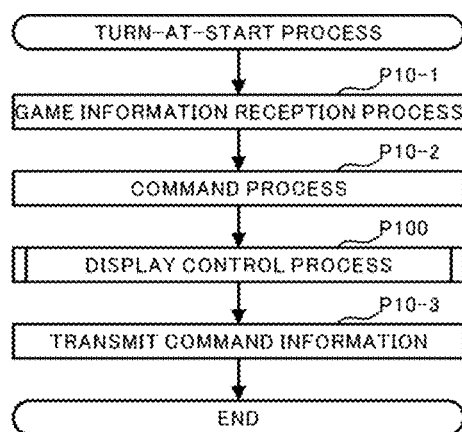 TURN-AT-START PROCESS
P10-1
GAME INFORMATION RECEPTION PROCESS
P10-2
COMMAND PROCESS
P100
DISPLAY CONTROL PROCESS
P10-3
TRANSMIT COMMAND INFORMATION
END